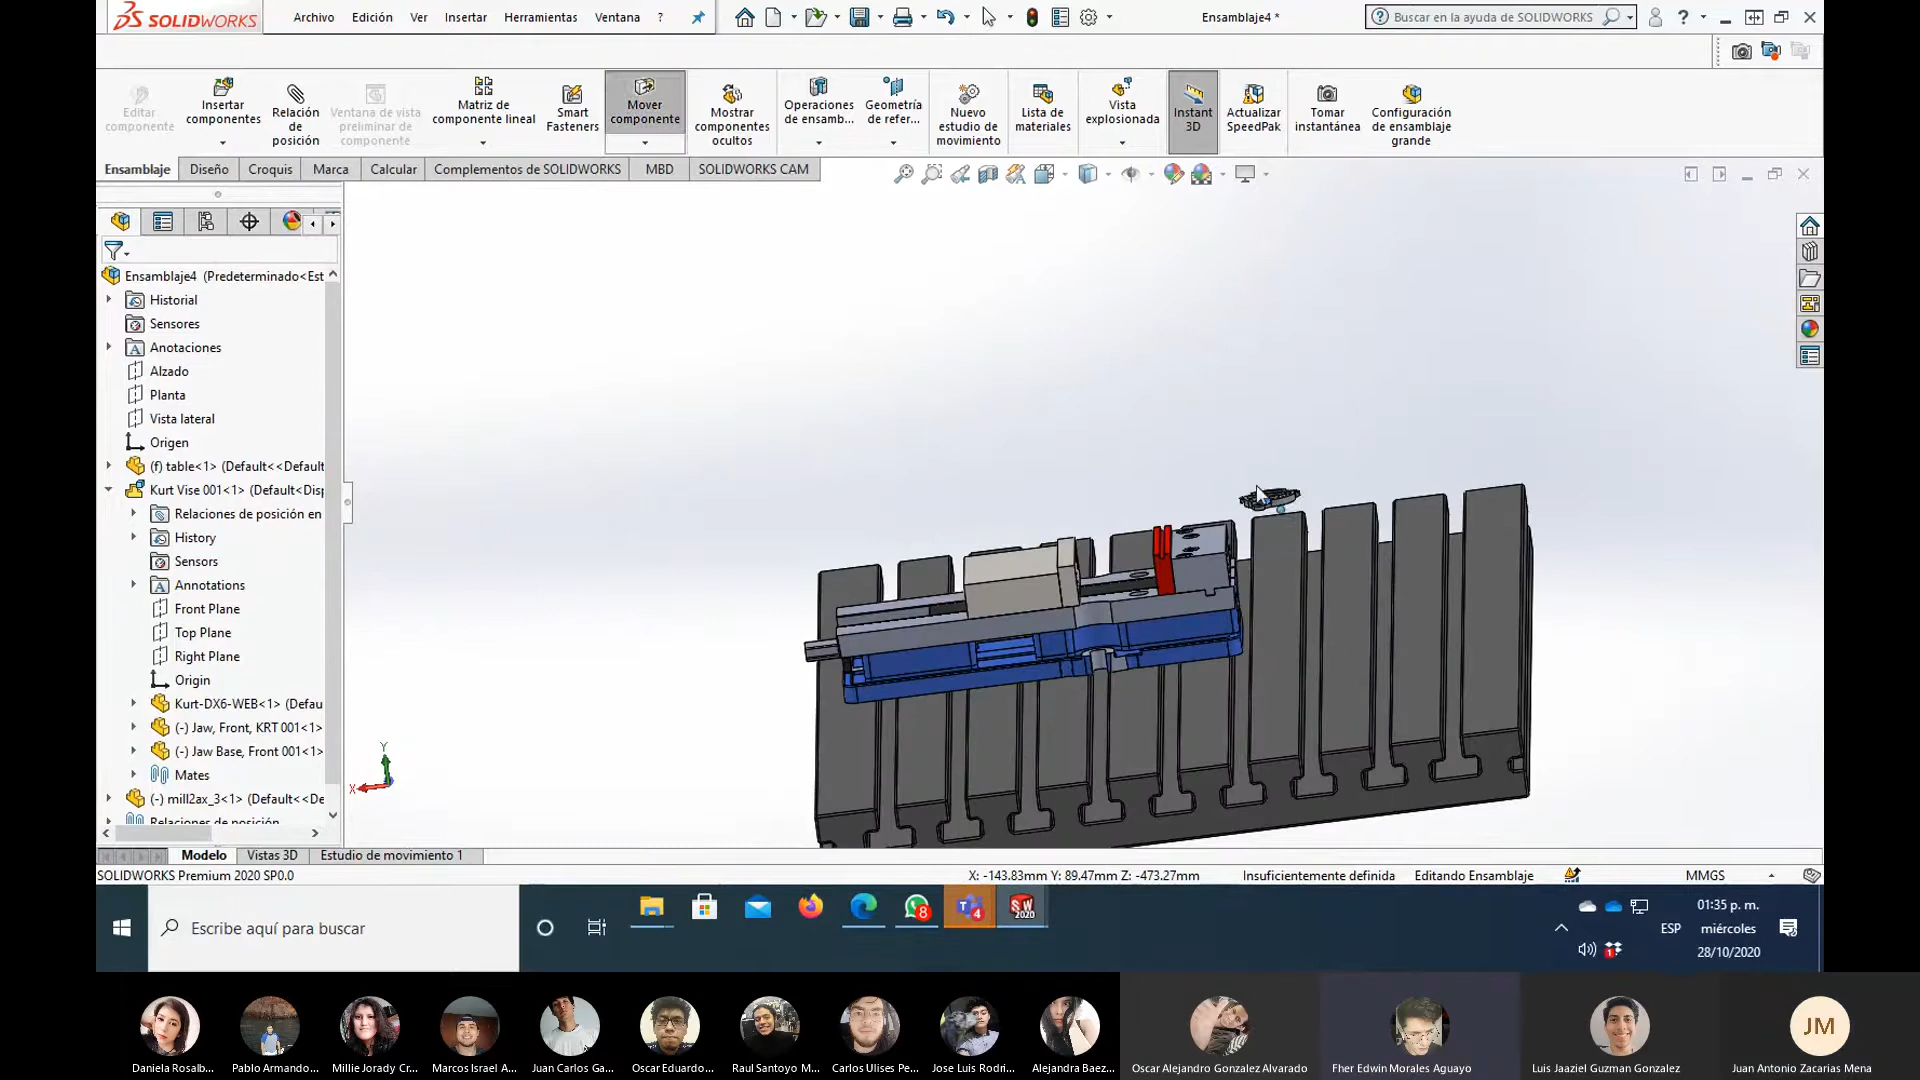 SOLIDWORKS
Archivo
Edición
Ver
Insertar
Herramientas
Ventana
?
Ensamblaje4 *
Buscar en la ayuda de SOLIDWORKS
?
Editar componente
Insertar componentes
Relación de posición
Ventana de vista preliminar de componente
Matriz de componente lineal
Smart Fasteners
Mover componente
Mostrar componentes ocultos
Operaciones de ensamb...
Geometría de refer...
Nuevo estudio de movimiento
Lista de materiales
Vista explosionada
Instant 3D
Actualizar SpeedPak
Tomar instantánea
Configuración de ensamblaje grande
Ensamblaje
Diseño
Croquis
Marca
Calcular
Complementos de SOLIDWORKS
MBD
SOLIDWORKS CAM
Ensamblaje4 (Predeterminado<Est
Historial
Sensores
Anotaciones
Alzado
Planta
Vista lateral
Origen
(f) table<1> (Default<<Default
Kurt Vise 001<1> (Default<Disp
Relaciones de posición en
History
Sensors
Annotations
Front Plane
Top Plane
Right Plane
Origin
Kurt-DX6-WEB<1> (Defau
(-) Jaw, Front, KRT 001<1>
(-) Jaw Base, Front 001<1>
Mates
(-) mill2ax_3<1> (Default<<De
Relaciones de posición
Y
X
Modelo
Vistas 3D
Estudio de movimiento 1
SOLIDWORKS Premium 2020 SP0.0
X: -143.83mm Y: 89.47mm Z: -473.27mm
Insuficientemente definida
Editando Ensamblaje
MMGS
Escribe aquí para buscar
8
4
SW
2020
ESP
1
01:35 p. m.
miércoles
28/10/2020
JM
Daniela Rosalb...
Pablo Armando...
Millie Jorady Cr...
Marcos Israel A...
Juan Carlos Ga...
Oscar Eduardo...
Raul Santoyo M...
Carlos Ulises Pe...
Jose Luis Rodri...
Alejandra Baez...
Oscar Alejandro Gonzalez Alvarado
Fher Edwin Morales Aguayo
Luis Jaaziel Guzman Gonzalez
Juan Antonio Zacarias Mena